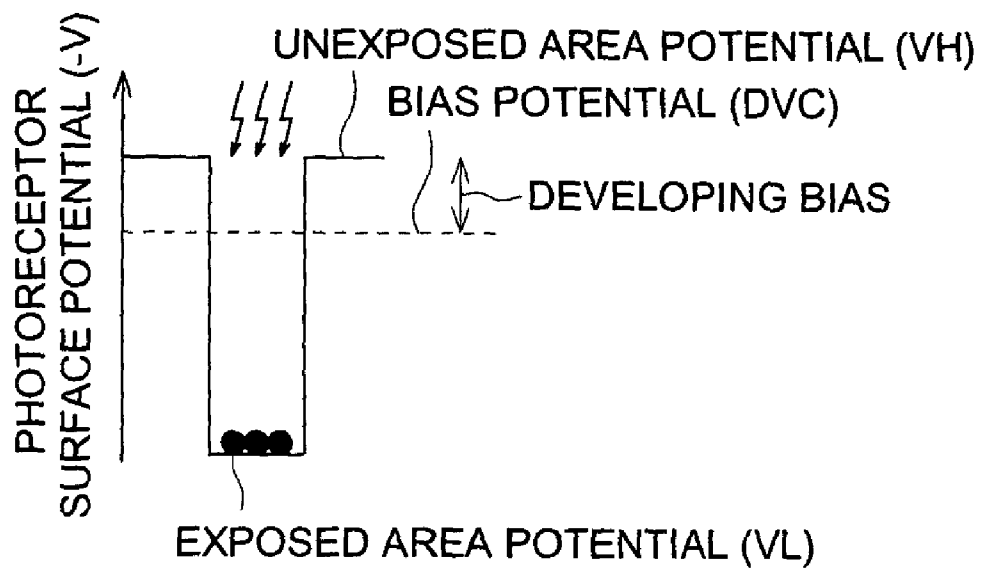 PHOTORECEPTOR
SURFACE POTENTIAL (-V)
UNEXPOSED AREA POTENTIAL (VH)
BIAS POTENTIAL (DVC)
DEVELOPING BIAS
EXPOSED AREA POTENTIAL (VL)